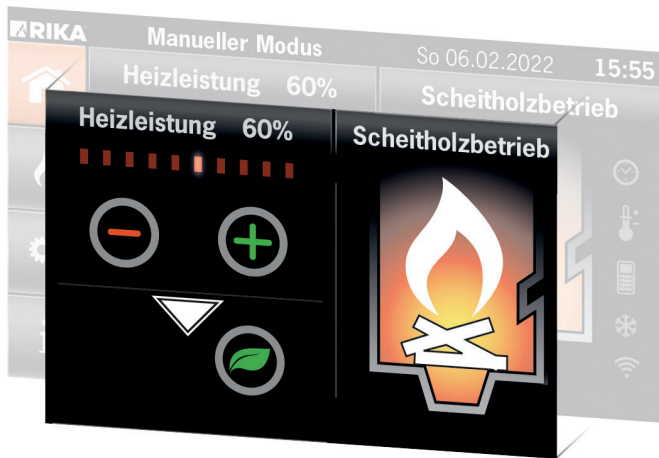 RIKA
Manueller Modus
So 06.02.2022
15:55
Heizleistung 60%
Scheitholzbetrieb
Heizleistung 60%
Scheitholzbetrieb